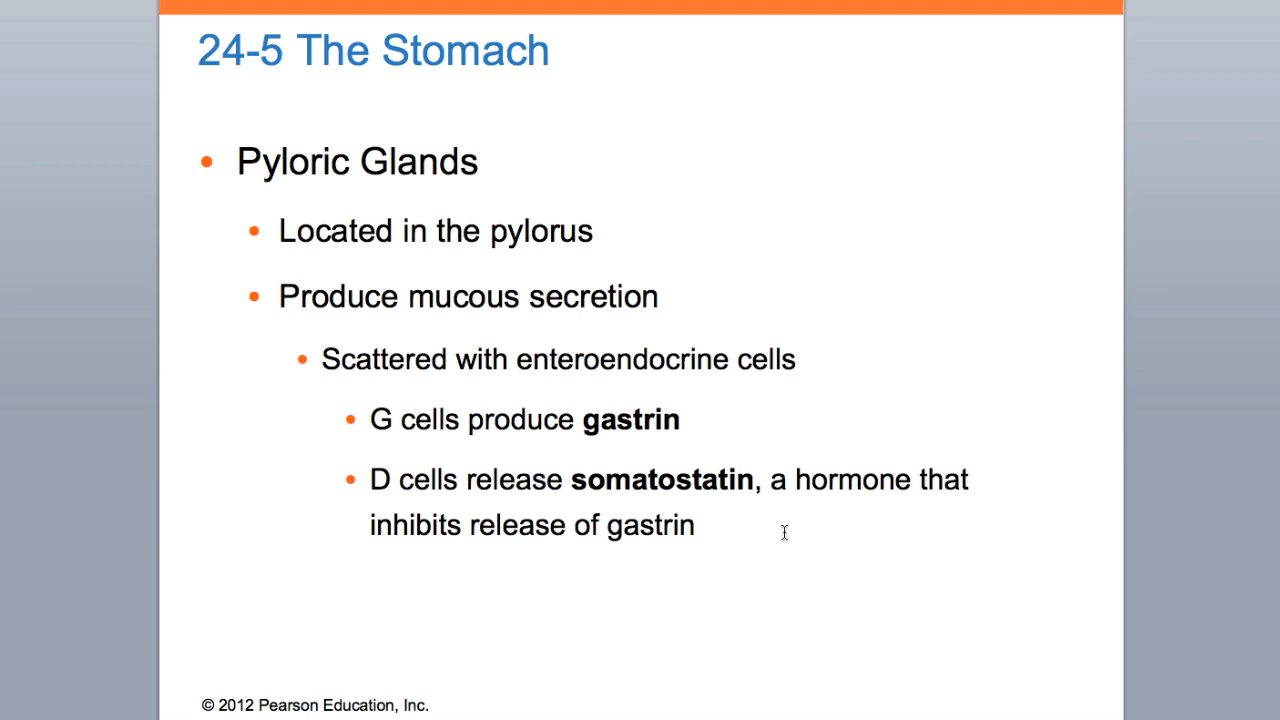 24-5 The Stomach
• Pyloric Glands
• Located in the pylorus
• Produce mucous secretion
• Scattered with enteroendocrine cells
• G cells produce gastrin
• D cells release somatostatin, a hormone that
inhibits release of gastrin
© 2012 Pearson Education, Inc.